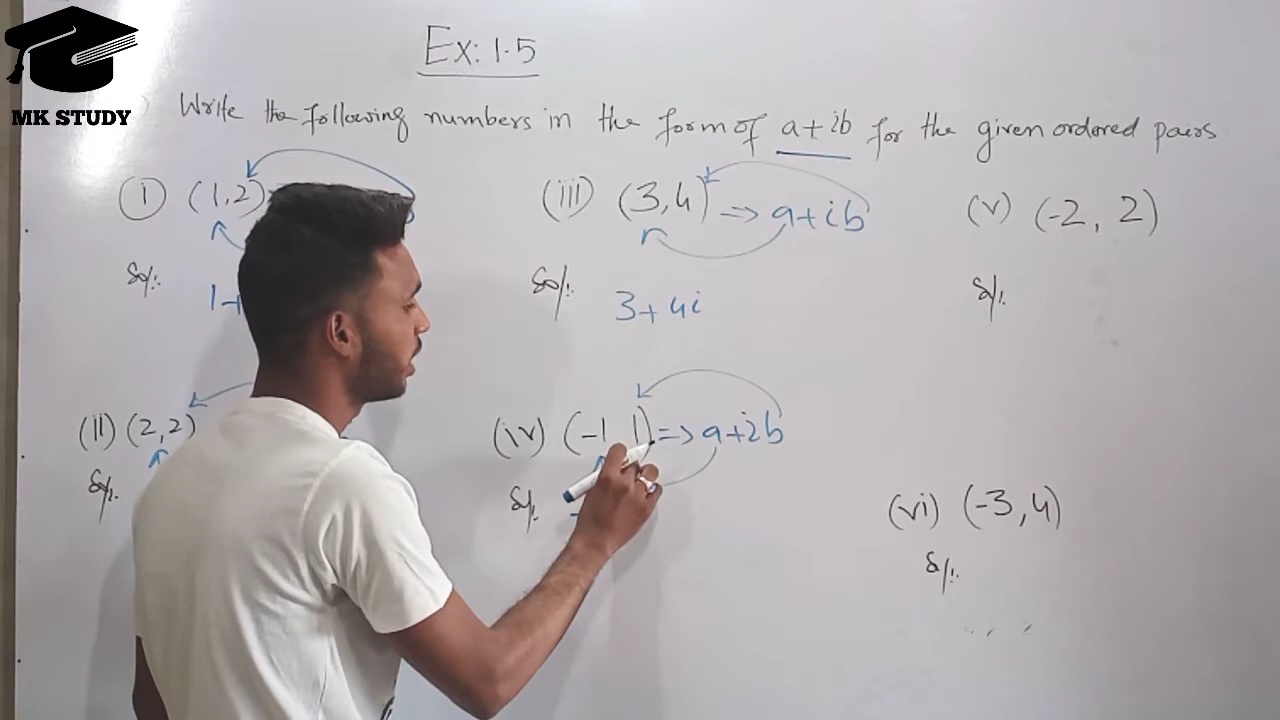 MK STUDY
Ex: 1.5
Write the following numbers in the form of a+ib for the given ordered pairs
(i) (1,2)
Sol:
1+
(ii) (2,2)
Sol:
(iii) (3,4) => a+ib
Sol:
3+4i
(iv) (-1, 1) => a+ib
Sol:
-
(v) (-2, 2)
Sol:
(vi) (-3,4)
Sol: